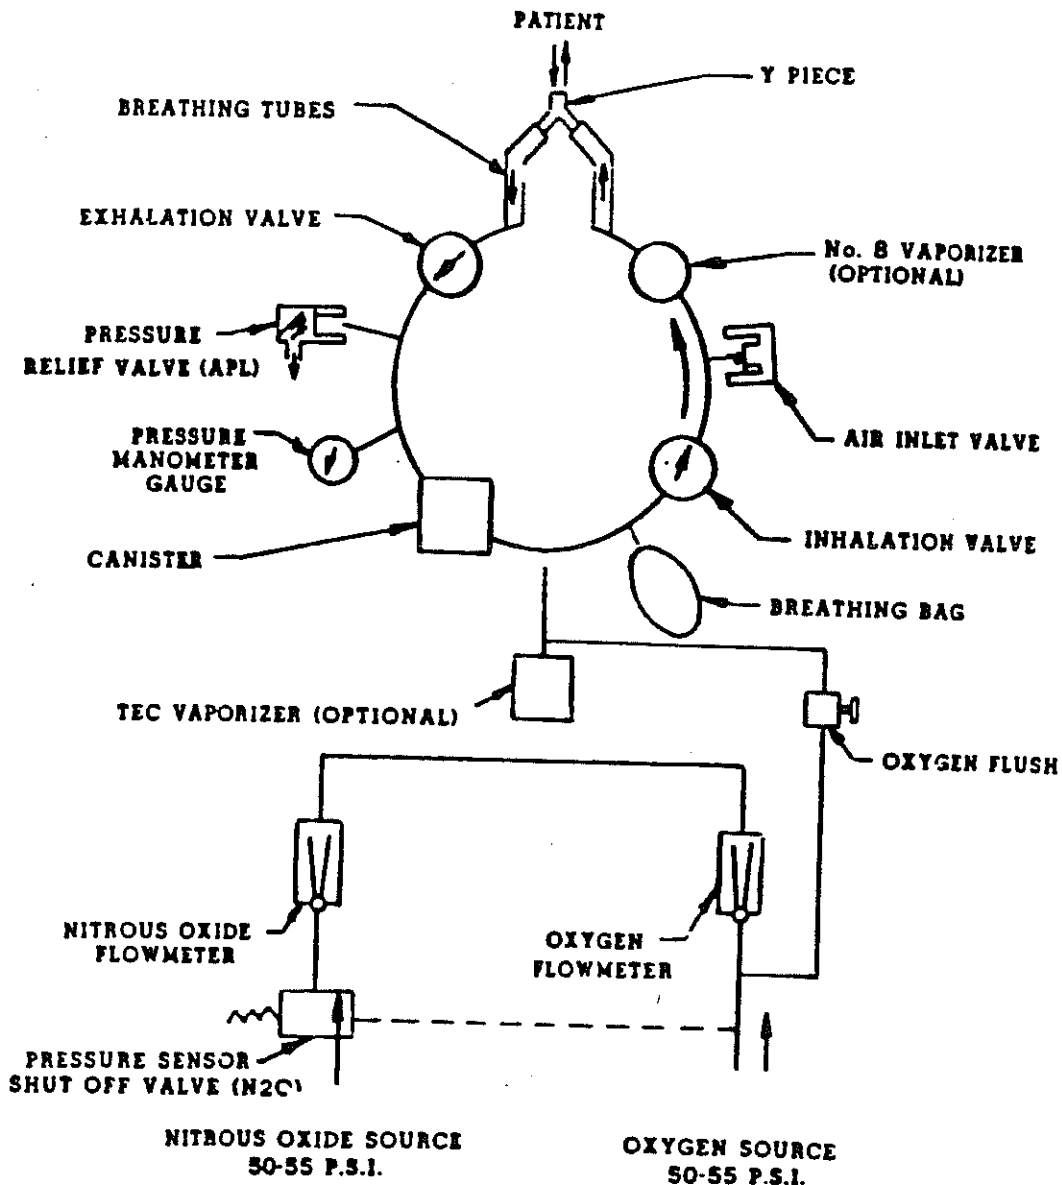 PATIENT
Y PIECE
BREATHING TUBES
EXHALATION VALVE
No. 8 VAPORIZER
(OPTIONAL)
PRESSURE
RELIEF VALVE (APL)
AIR INLET VALVE
PRESSURE
MANOMETER
GAUGE
INHALATION VALVE
CANISTER
BREATHING BAG
TEC VAPORIZER (OPTIONAL)
OXYGEN FLUSH
NITROUS OXIDE
FLOWMETER
OXYGEN
FLOWMETER
PRESSURE SENSOR
SHUT OFF VALVE (N2O)
NITROUS OXIDE SOURCE
50-55 P.S.I.
OXYGEN SOURCE
50-55 P.S.I.